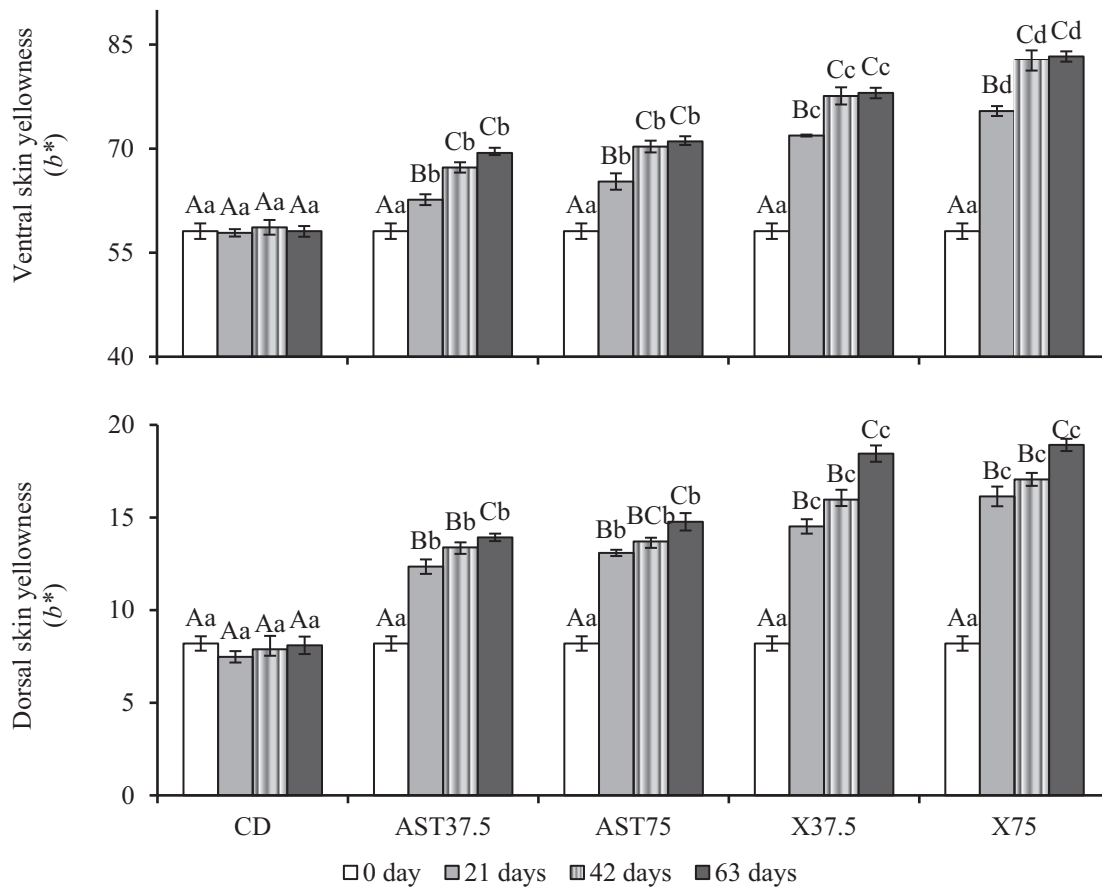 Ventral skin yellowness
(b*)
85
70
55
40
Aa Aa Aa Aa
Aa Bb Cb Cb
Aa Bb Cb Cb
Aa Bc Cc Cc
Aa Bd Cd Cd
Dorsal skin yellowness
(b*)
20
15
10
5
0
Aa Aa Aa Aa
Aa Bb Bb Cb
Aa Bb BCb Cb
Aa Bc Bc Cc
Aa Bc Bc Cc
CD AST37.5 AST75 X37.5 X75
0 day 21 days 42 days 63 days